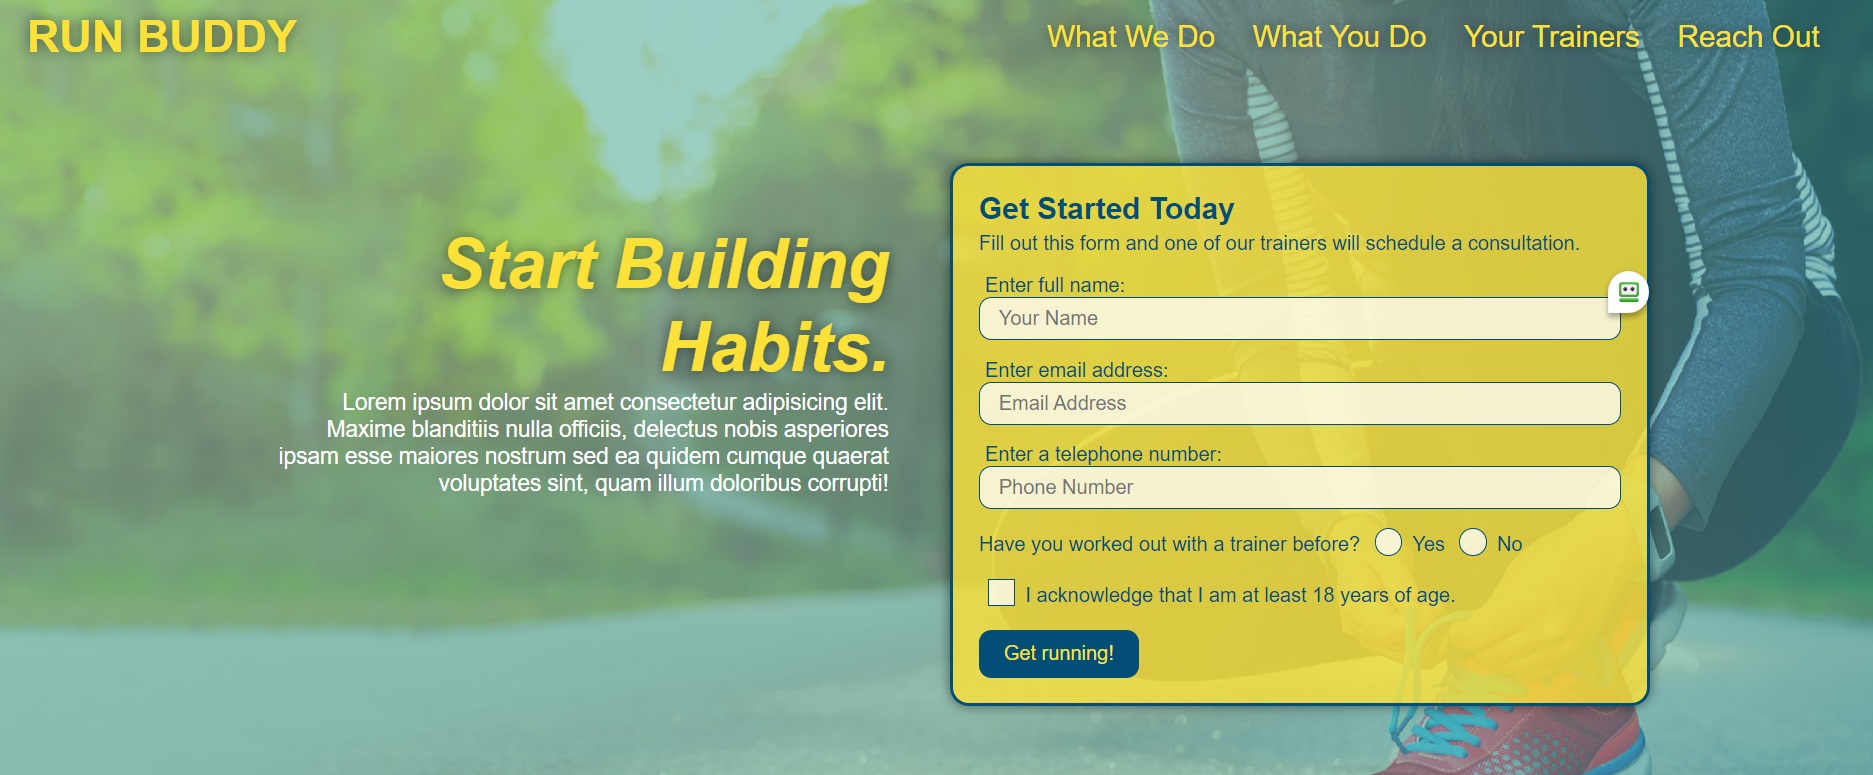 RUN BUDDY
What We Do What You Do Your Trainers Reach Out
Start Building
Habits.
Lorem ipsum dolor sit amet consectetur adipisicing elit.
Maxime blanditiis nulla officiis, delectus nobis asperiores
ipsam esse maiores nostrum sed ea quidem cumque quaerat
voluptates sint, quam illum doloribus corrupti!
Get Started Today
Fill out this form and one of our trainers will schedule a consultation.
Enter full name:
Your Name
Enter email address:
Email Address
Enter a telephone number:
Phone Number
Have you worked out with a trainer before? Yes No
I acknowledge that I am at least 18 years of age.
Get running!